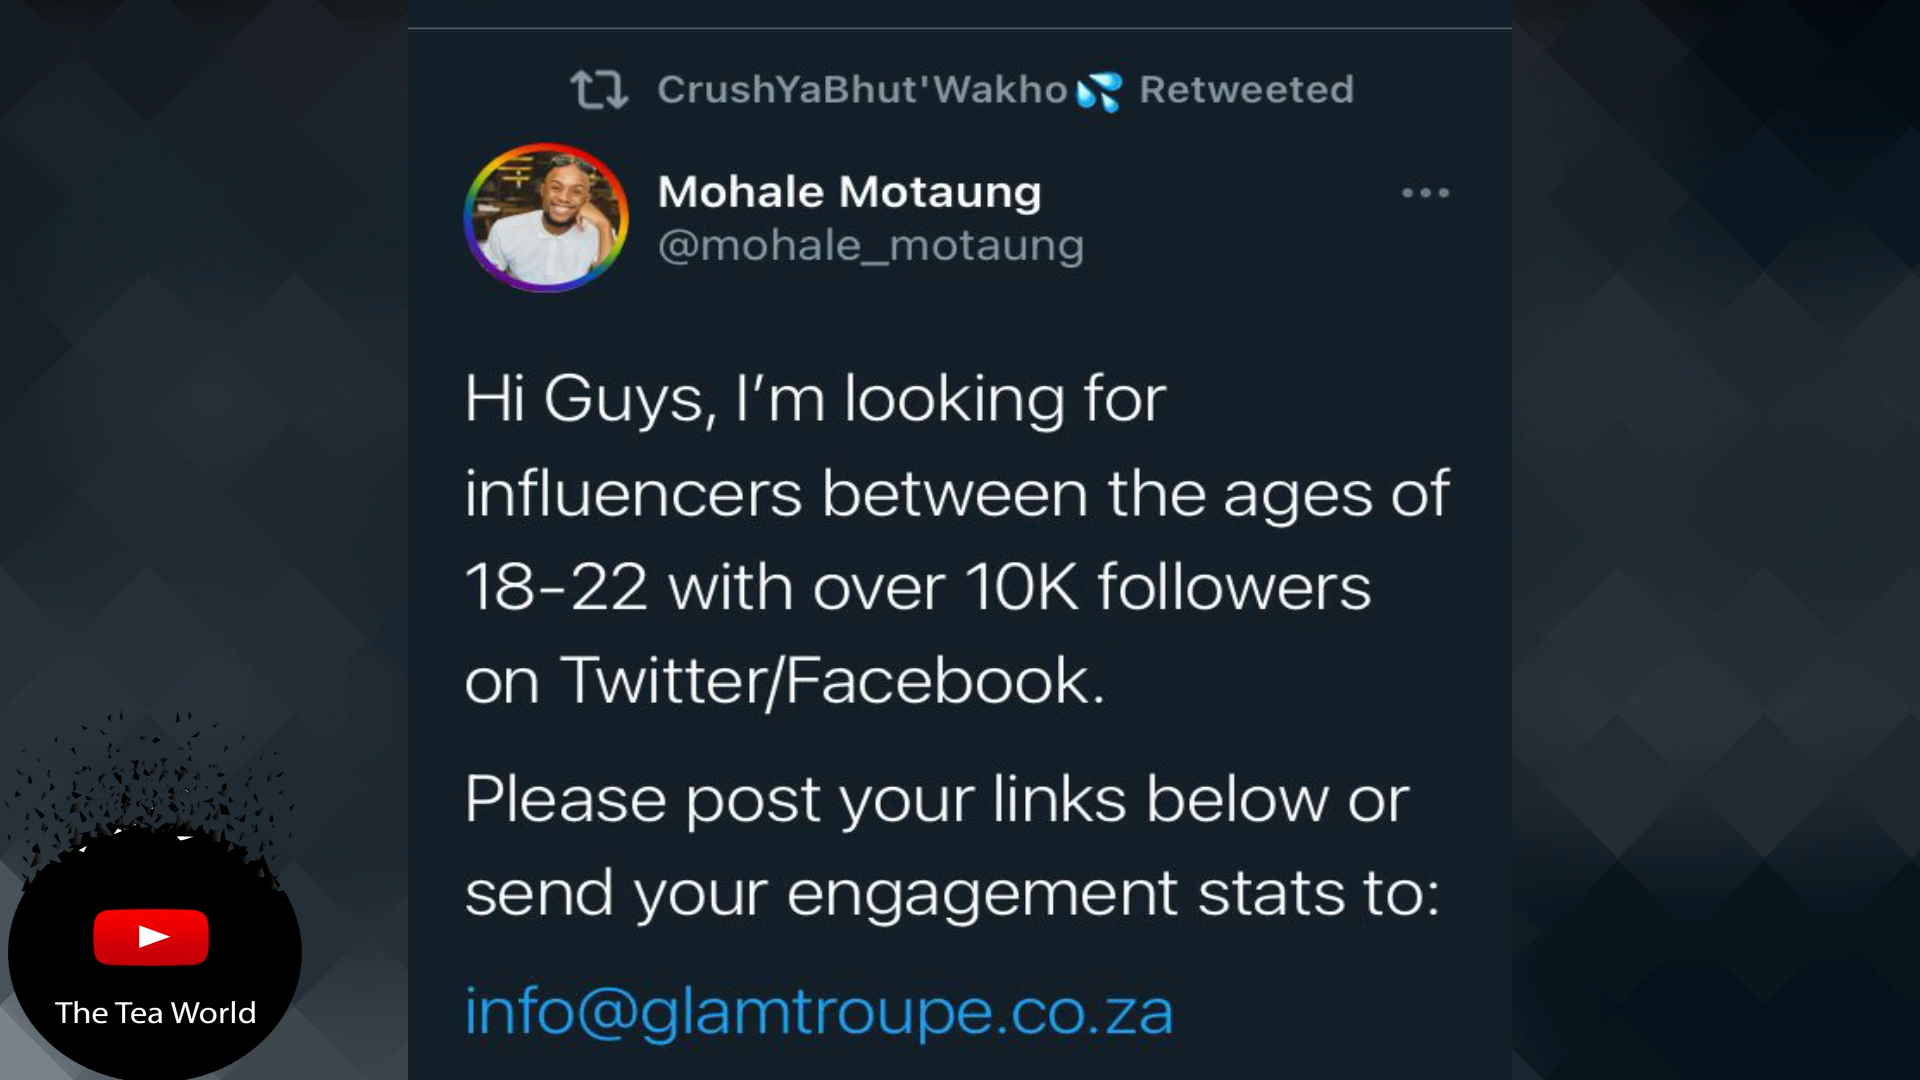 CrushYaBhut'Wakho💦 Retweeted
Mohale Motaung
@mohale_motaung
Hi Guys, I’m looking for
influencers between the ages of
18-22 with over 10K followers
on Twitter/Facebook.
Please post your links below or
send your engagement stats to:
info@glamtroupe.co.za
The Tea World